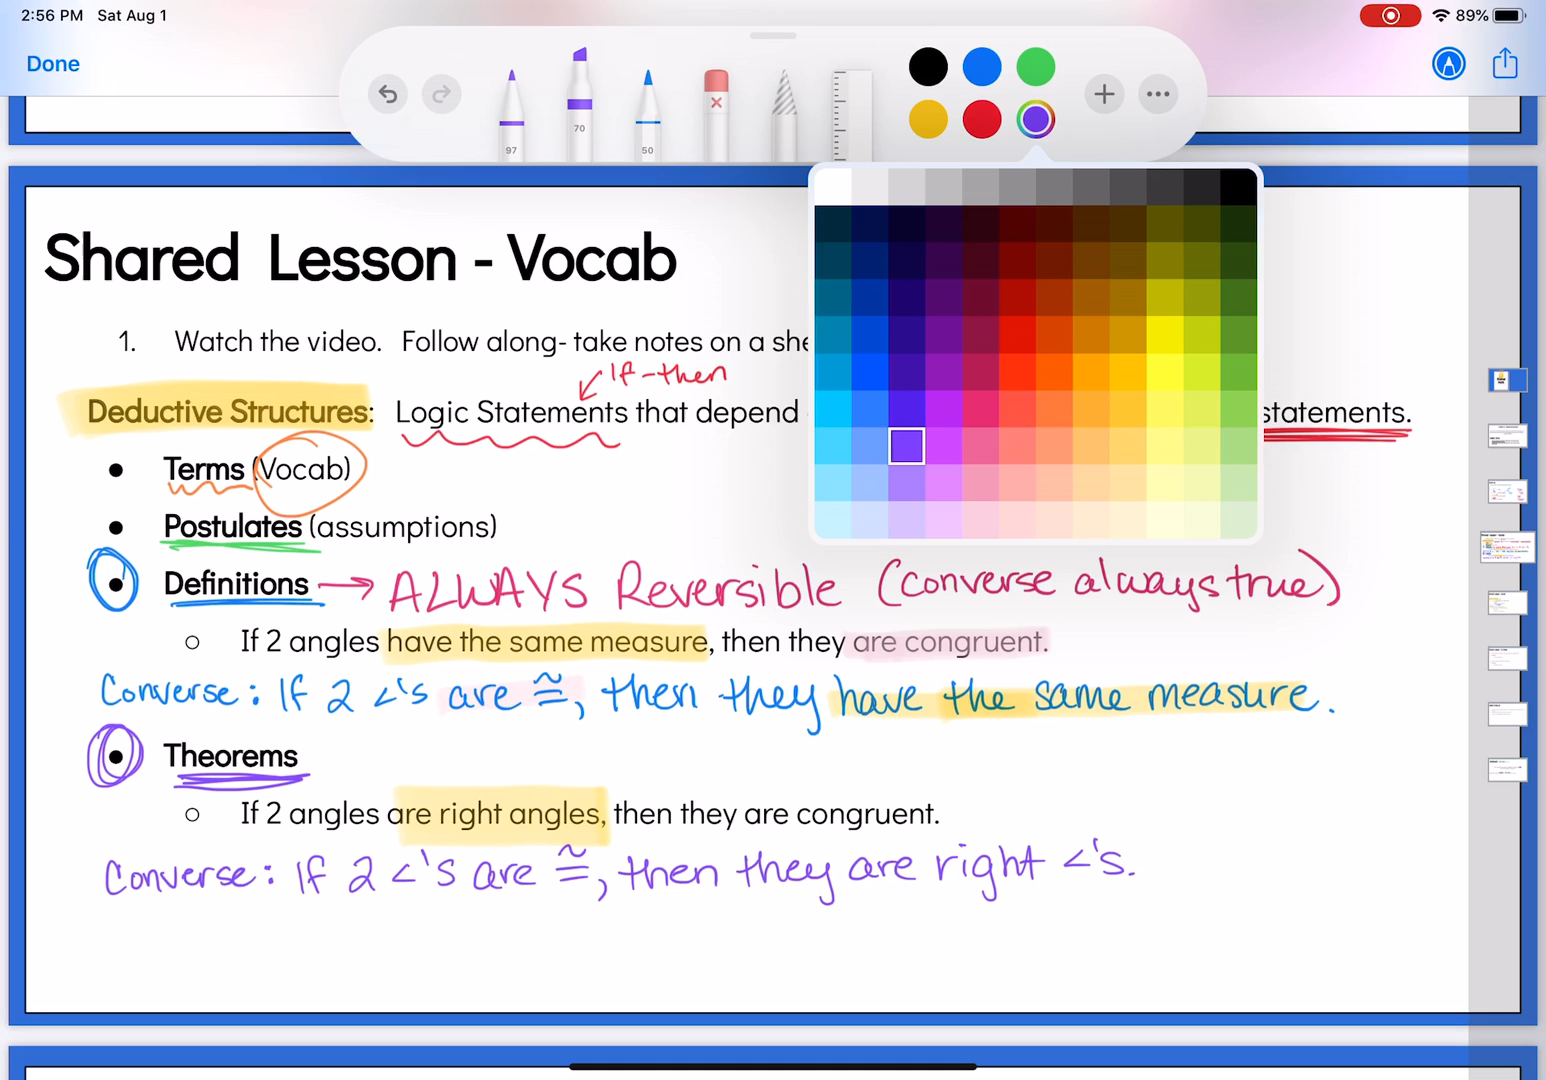 2:56 PM Sat Aug 1
89%
Done
97
70
50
Shared Lesson - Vocab
1. Watch the video. Follow along- take notes on a she
If-then
Deductive Structures: Logic Statements that depend statements.
● Terms (Vocab)
● Postulates (assumptions)
● Definitions → ALWAYS Reversible (converse always true)
○ If 2 angles have the same measure, then they are congruent.
Converse: If 2 <'s are ≅, then they have the same measure.
● Theorems
○ If 2 angles are right angles, then they are congruent.
Converse: If 2 <'s are ≅, then they are right <'s.